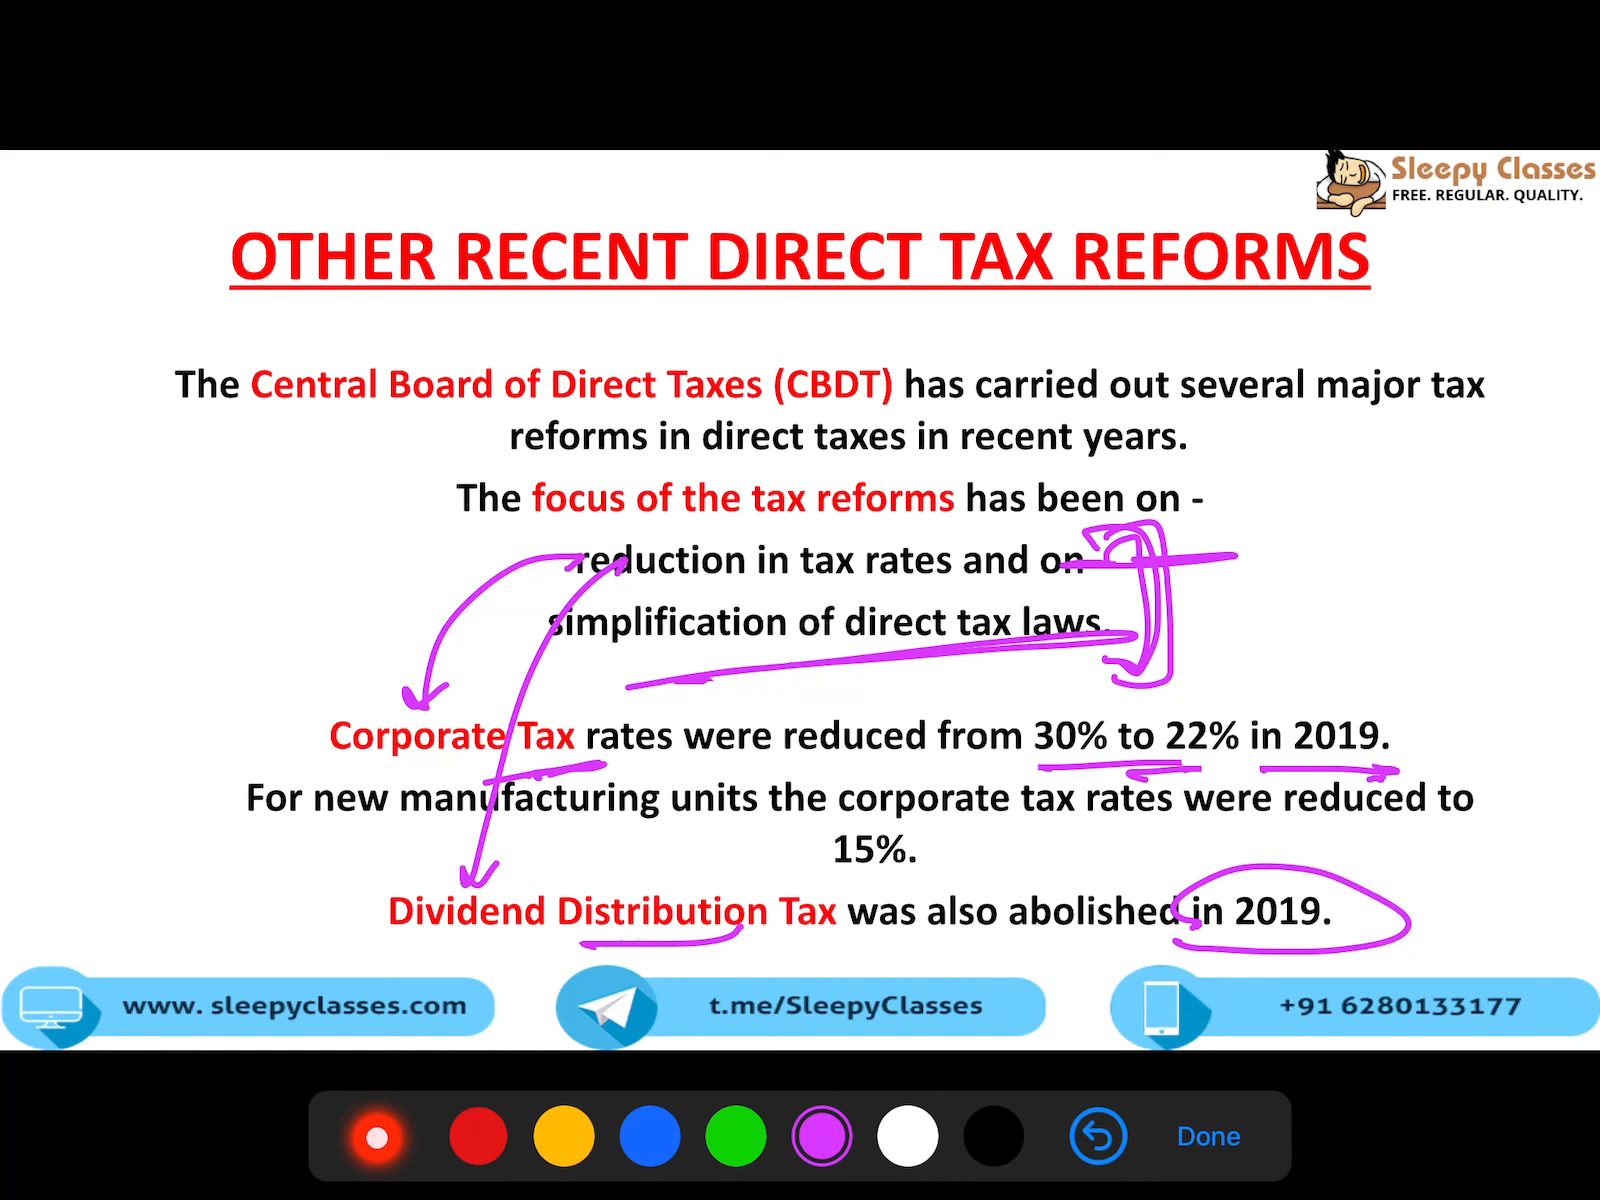 Sleepy Classes
FREE. REGULAR. QUALITY.
OTHER RECENT DIRECT TAX REFORMS
The Central Board of Direct Taxes (CBDT) has carried out several major tax
reforms in direct taxes in recent years.
The focus of the tax reforms has been on -
reduction in tax rates and on
simplification of direct tax laws.
Corporate Tax rates were reduced from 30% to 22% in 2019.
For new manufacturing units the corporate tax rates were reduced to
15%.
Dividend Distribution Tax was also abolished in 2019.
www. sleepyclasses.com
t.me/SleepyClasses
+91 6280133177
Done